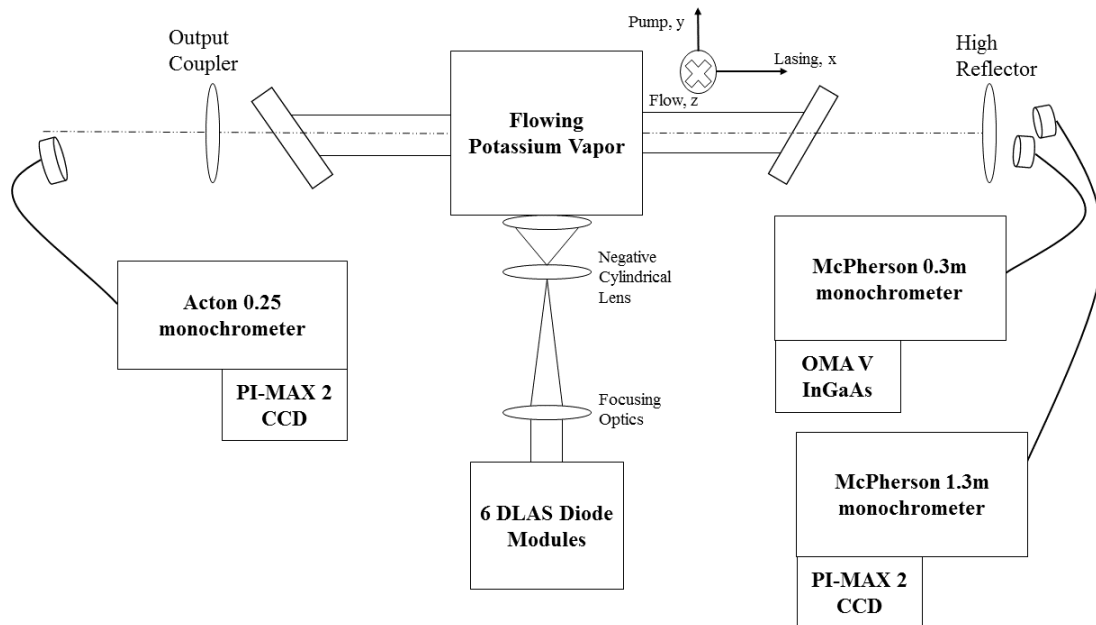 Output
Coupler
Pump, y
Lasing, x
Flow, z
High
Reflector
Flowing
Potassium Vapor
Negative
Cylindrical
Lens
Acton 0.25
monochrometer
PI-MAX 2
CCD
Focusing
Optics
6 DLAS Diode
Modules
McPherson 0.3m
monochrometer
OMA V
InGaAs
McPherson 1.3m
monochrometer
PI-MAX 2
CCD